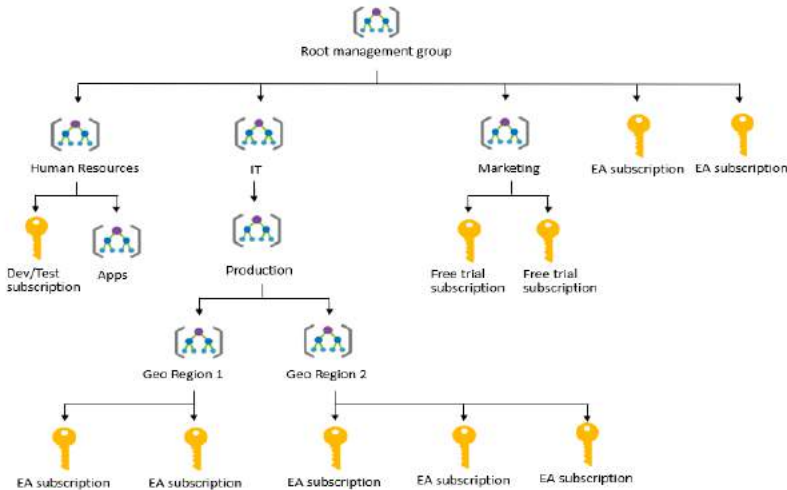 Root management group
Human Resources
IT
Marketing
EA subscription
EA subscription
Dev/Test
subscription
Apps
Production
Free trial
subscription
Free trial
subscription
Geo Region 1
Geo Region 2
EA subscription
EA subscription
EA subscription
EA subscription
EA subscription